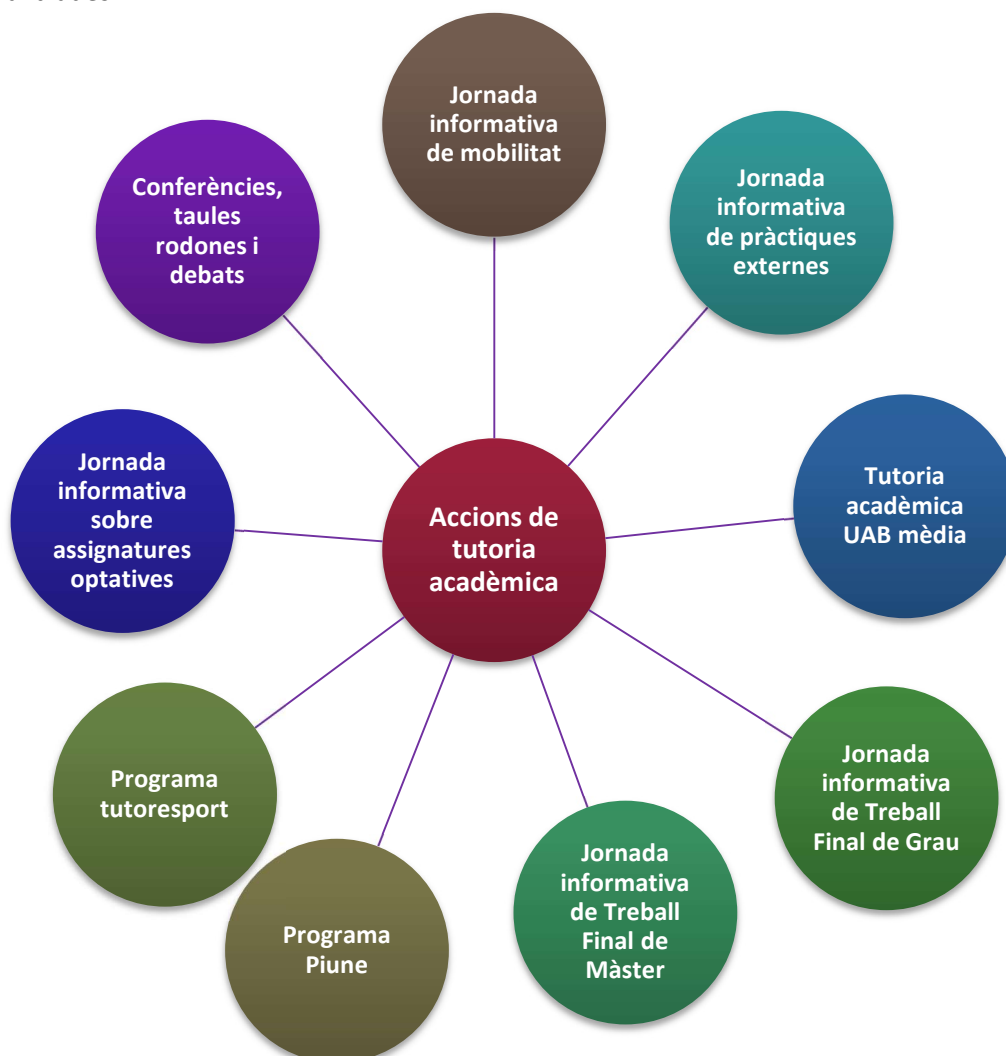 Jornada
informativa
de mobilitat
Jornada
informativa
de pràctiques
externes
Conferències,
taules
rodones i
debats
Tutoria
acadèmica
UAB mèdia
Jornada
informativa
sobre
assignatures
optatives
Accions de
tutoria
acadèmica
Jornada
informativa
de Treball
Final de Grau
Programa
tutoresport
Jornada
informativa
de Treball
Final de
Màster
Programa
Piune